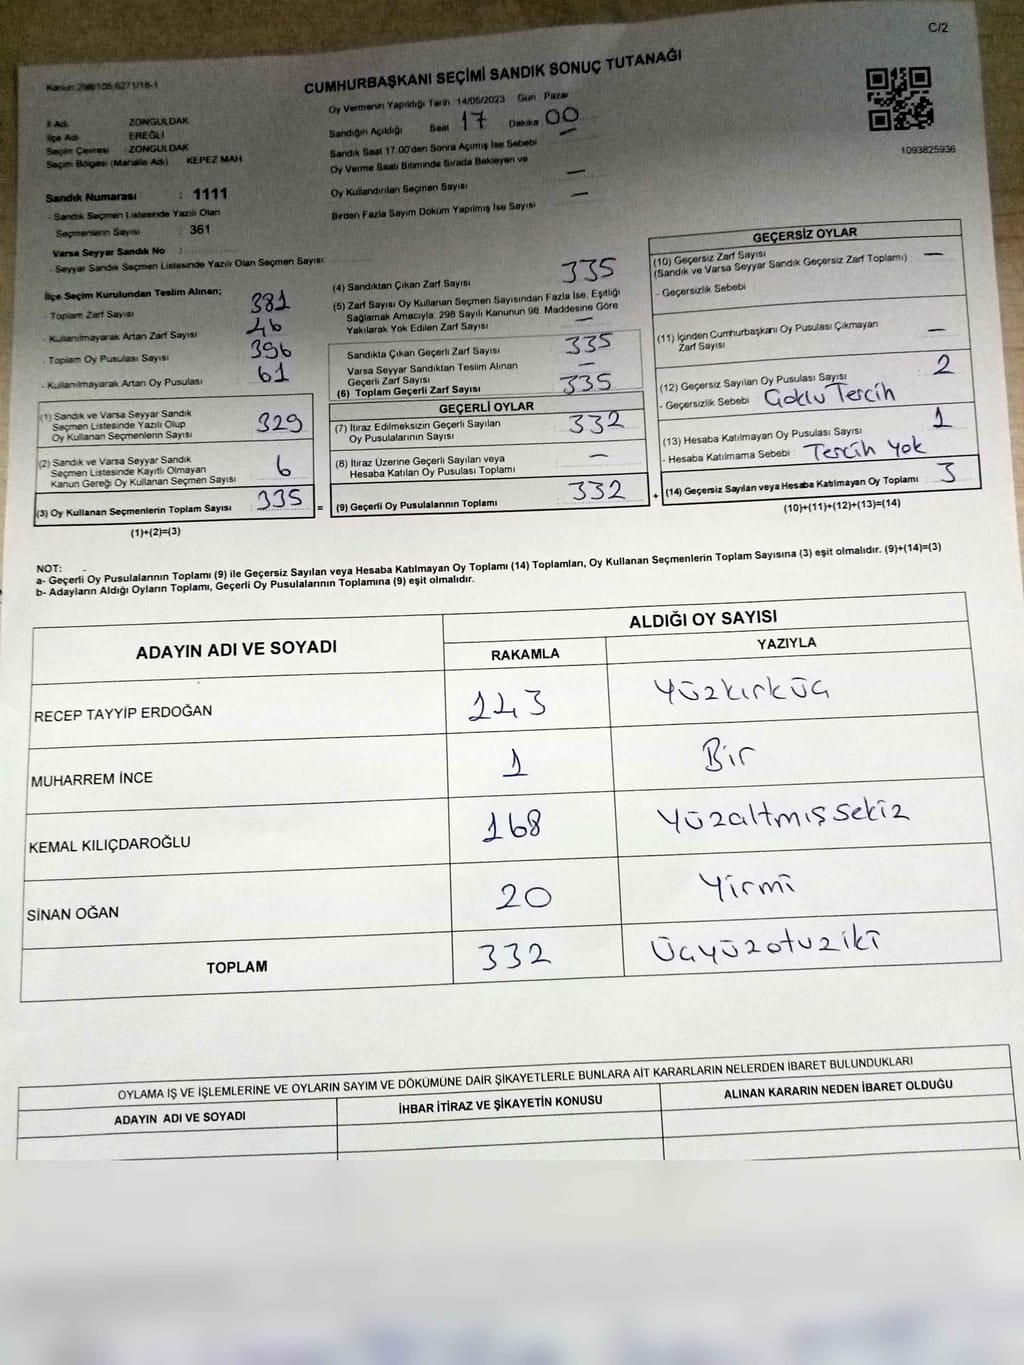 C/2
Kanun: 298/105 6271/18-1
CUMHURBAŞKANI SEÇİMİ SANDIK SONUÇ TUTANAĞI
Oy Vermenin Yapıldığı Tarih 14/05/2023 Gün Pazar
İl Adı ZONGULDAK
İlçe Adı EREĞLİ
Seçim Çevresi : ZONGULDAK
Seçim Bölgesi (Mahalle Adı) KEPEZ MAH
Sandık Numarası : 1111
- Sandık Seçmen Listesinde Yazılı Olan
Seçmenlerin Sayısı : 361
Varsa Seyyar Sandık No :
- Seyyar Sandık Seçmen Listesinde Yazılı Olan Seçmen Sayısı:
Sandığın Açıldığı Saat 17 Dakika 00
Sandık Saat 17.00'den Sonra Açımış İse Sebebi —
Oy Verme Saati Bitiminde Sırada Bekleyen ve
Oy Kullandırılan Seçmen Sayısı —
Birden Fazla Sayım Döküm Yapılmış İse Sayısı —
1093825936
İlçe Seçim Kurulundan Teslim Alınan;
- Toplam Zarf Sayısı 381
- Kullanılmayarak Artan Zarf Sayısı 46
- Toplam Oy Pusulası Sayısı 396
- Kullanılmayarak Artan Oy Pusulası 61
(1) Sandık ve Varsa Seyyar Sandık
Seçmen Listesinde Yazılı Olup
Oy Kullanan Seçmenlerin Sayısı 329
(2) Sandık ve Varsa Seyyar Sandık
Seçmen Listesinde Kayıtlı Olmayan
Kanun Gereği Oy Kullanan Seçmen Sayısı 6
(3) Oy Kullanan Seçmenlerin Toplam Sayısı 335 =
(1)+(2)=(3)
(4) Sandıktan Çıkan Zarf Sayısı 335
(5) Zarf Sayısı Oy Kullanan Seçmen Sayısından Fazla İse, Eşitliği
Sağlamak Amacıyla, 298 Sayılı Kanunun 98. Maddesine Göre
Yakılarak Yok Edilen Zarf Sayısı —
Sandıkta Çıkan Geçerli Zarf Sayısı 335
Varsa Seyyar Sandıktan Teslim Alınan
Geçerli Zarf Sayısı —
(6) Toplam Geçerli Zarf Sayısı 335
GEÇERLİ OYLAR
(7) İtiraz Edilmeksizin Geçerli Sayılan
Oy Pusulalarının Sayısı 332
(8) İtiraz Üzerine Geçerli Sayılan veya
Hesaba Katılan Oy Pusulası Toplamı —
(9) Geçerli Oy Pusulalarının Toplamı 332 +
GEÇERSİZ OYLAR
(10) Geçersiz Zarf Sayısı
(Sandık ve Varsa Seyyar Sandık Geçersiz Zarf Toplamı) : —
- Geçersizlik Sebebi
(11) İçinden Cumhurbaşkanı Oy Pusulası Çıkmayan
Zarf Sayısı —
(12) Geçersiz Sayılan Oy Pusulası Sayısı 2
- Geçersizlik Sebebi Çoklu Tercih
(13) Hesaba Katılmayan Oy Pusulası Sayısı 1
- Hesaba Katılmama Sebebi : Tercih yok
(14) Geçersiz Sayılan veya Hesaba Katılmayan Oy Toplamı 3
(10)+(11)+(12)+(13)=(14)
NOT:
a- Geçerli Oy Pusulalarının Toplamı (9) ile Geçersiz Sayılan veya Hesaba Katılmayan Oy Toplamı (14) Toplamları, Oy Kullanan Seçmenlerin Toplam Sayısına (3) eşit olmalıdır. (9)+(14)=(3)
b- Adayların Aldığı Oyların Toplamı, Geçerli Oy Pusulalarının Toplamına (9) eşit olmalıdır.
ADAYIN ADI VE SOYADI
ALDIĞI OY SAYISI
RAKAMLA YAZIYLA
RECEP TAYYİP ERDOĞAN 143 yüzkırküç
MUHARREM İNCE 1 Bir
KEMAL KILIÇDAROĞLU 168 yüzaltmışsekiz
SİNAN OĞAN 20 yirmi
TOPLAM 332 üçyüzotuziki
OYLAMA İŞ VE İŞLEMLERİNE VE OYLARIN SAYIM VE DÖKÜMÜNE DAİR ŞİKAYETLERLE BUNLARA AİT KARARLARIN NELERDEN İBARET BULUNDUKLARI
ADAYIN ADI VE SOYADI İHBAR İTİRAZ VE ŞİKAYETİN KONUSU ALINAN KARARIN NEDEN İBARET OLDUĞU